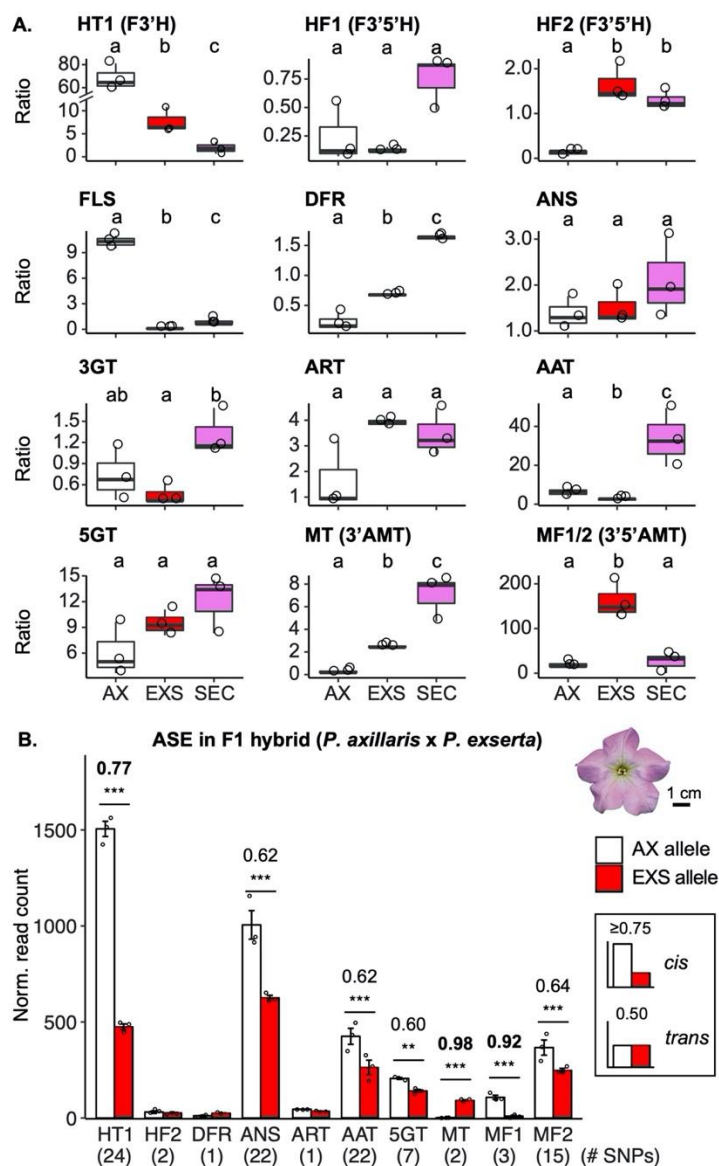 A.
HT1 (F3'H) HF1 (F3'5'H) HF2 (F3'5'H)
a b c a a a a b b
Ratio
80
60
10
5
0
0.75
0.50
0.25
2.0
1.0
0.0
FLS DFR ANS
a b c a b c a a a
Ratio
9
6
3
0
1.5
1.0
0.5
3.0
2.0
1.0
3GT ART AAT
ab a b a a a a b c
Ratio
1.5
1.2
0.9
0.6
4
3
2
1
40
20
0
5GT MT (3'AMT) MF1/2 (3'5'AMT)
a a a a b c a b a
Ratio
15
12
9
6
8
6
4
2
0
200
100
0
AX EXS SEC AX EXS SEC AX EXS SEC
B. ASE in F1 hybrid (P. axillaris x P. exserta)
Norm. read count
1500
1000
500
0
0.77
***
0.62
***
0.62
***
0.60
**
0.98
***
0.92
***
0.64
***
HT1 HF2 DFR ANS ART AAT 5GT MT MF1 MF2
(24) (2) (1) (22) (1) (22) (7) (2) (3) (15) (# SNPs)
1 cm
AX allele
EXS allele
≥0.75
cis
0.50
trans